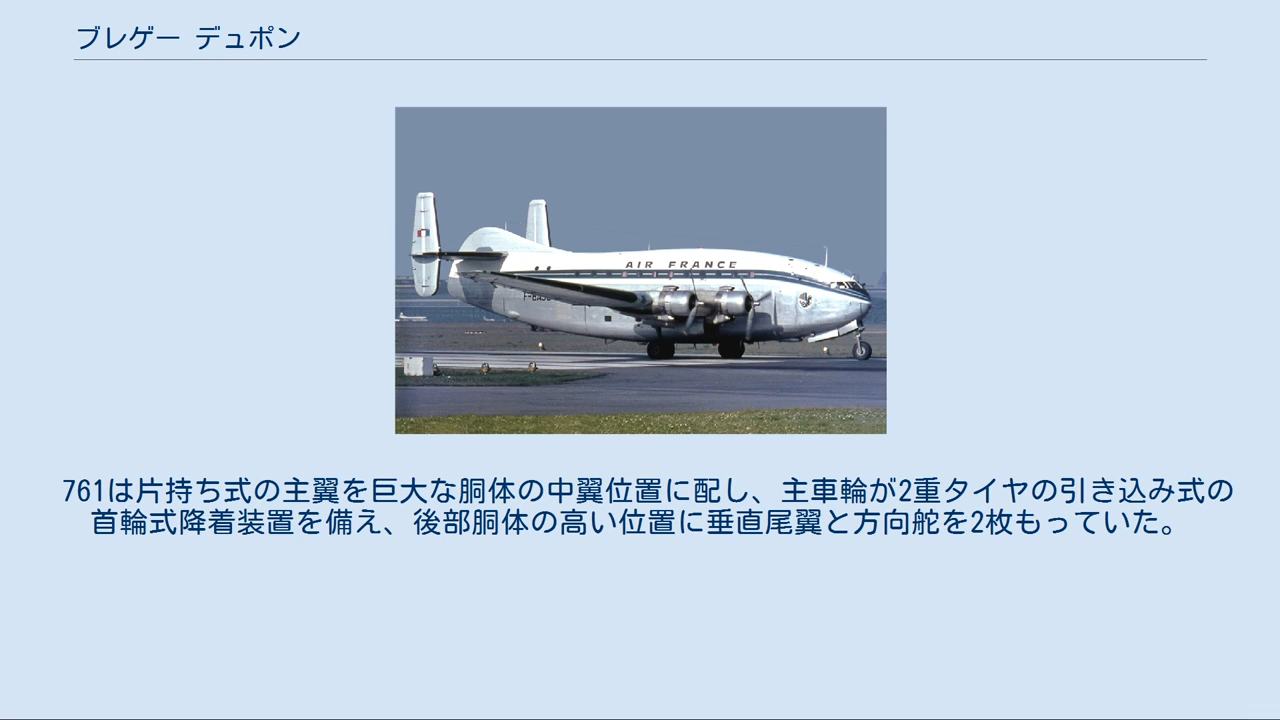 ブレゲー デュポン
AIR FRANCE
761は片持ち式の主翼を巨大な胴体の中翼位置に配し、主車輪が2重タイヤの引き込み式の
首輪式降着装置を備え、後部胴体の高い位置に垂直尾翼と方向舵を2枚もっていた。